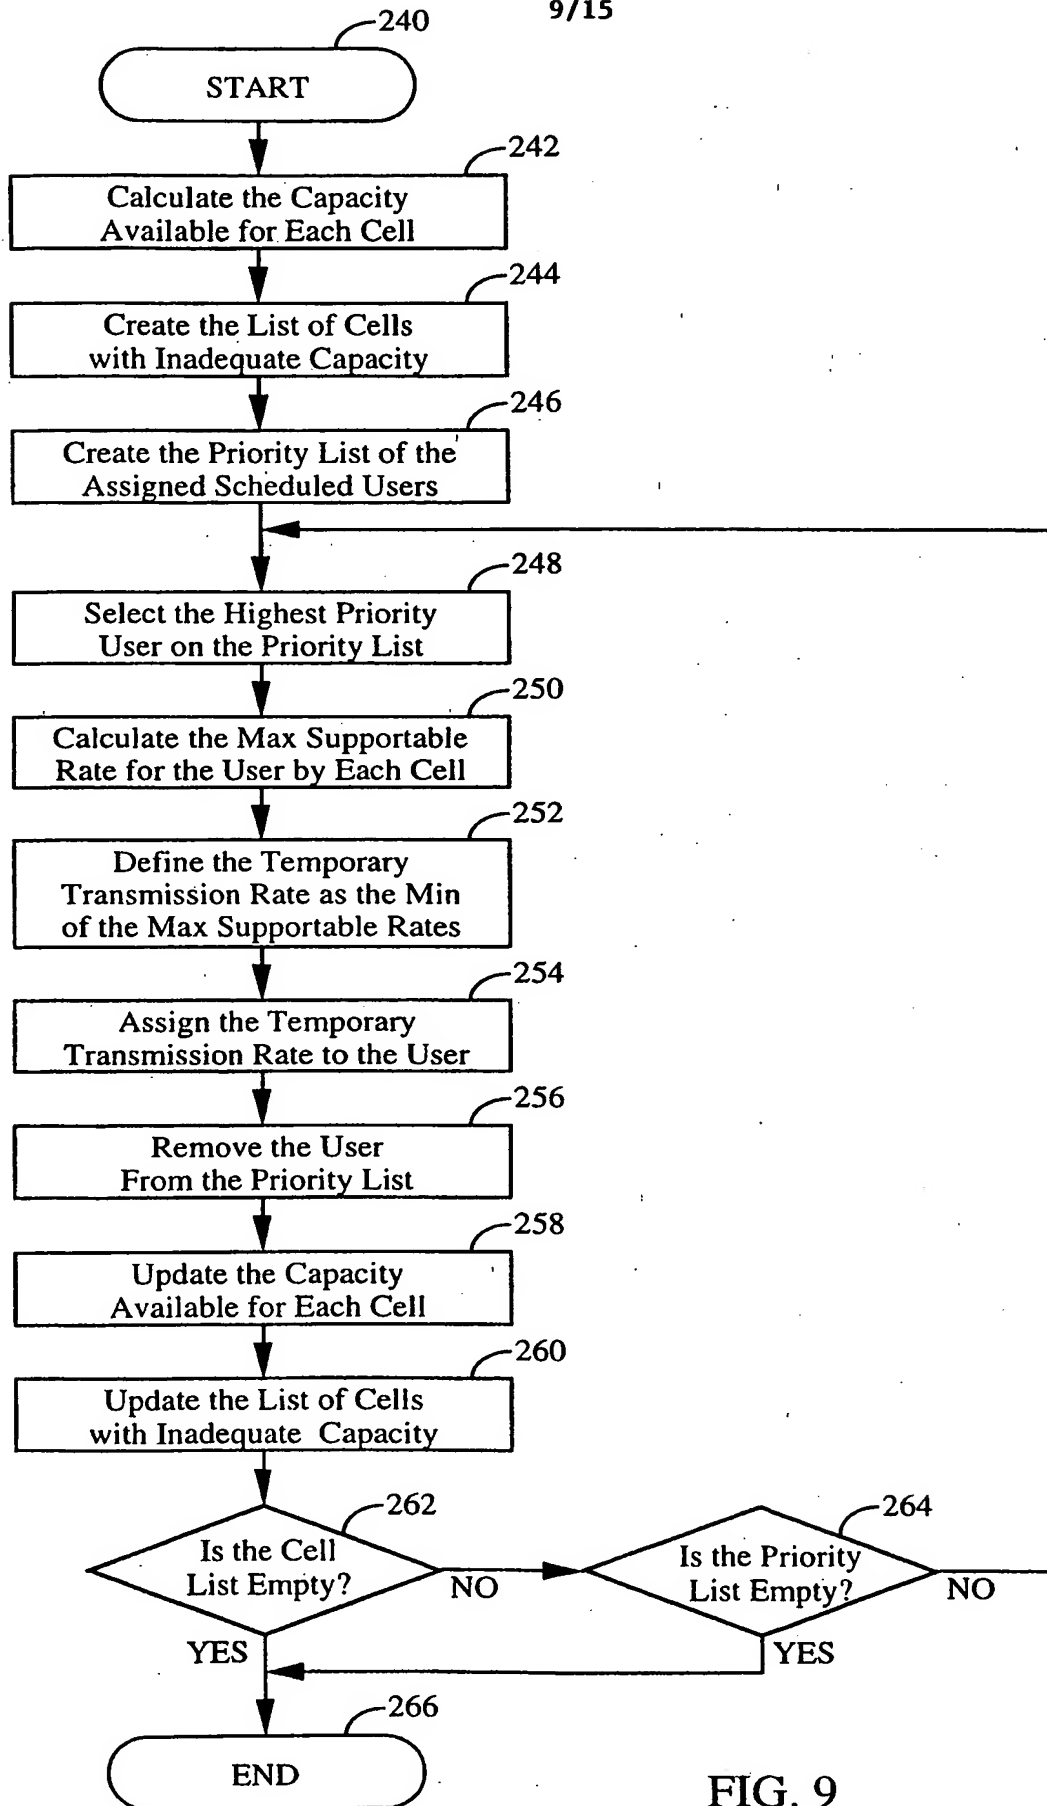 9/15
240
START
242
Calculate the Capacity
Available for Each Cell
244
Create the List of Cells
with Inadequate Capacity
246
Create the Priority List of the
Assigned Scheduled Users
248
Select the Highest Priority
User on the Priority List
250
Calculate the Max Supportable
Rate for the User by Each Cell
252
Define the Temporary
Transmission Rate as the Min
of the Max Supportable Rates
254
Assign the Temporary
Transmission Rate to the User
256
Remove the User
From the Priority List
258
Update the Capacity
Available for Each Cell
260
Update the List of Cells
with Inadequate Capacity
262
Is the Cell
List Empty?
NO
264
Is the Priority
List Empty?
NO
YES
YES
266
END
FIG. 9